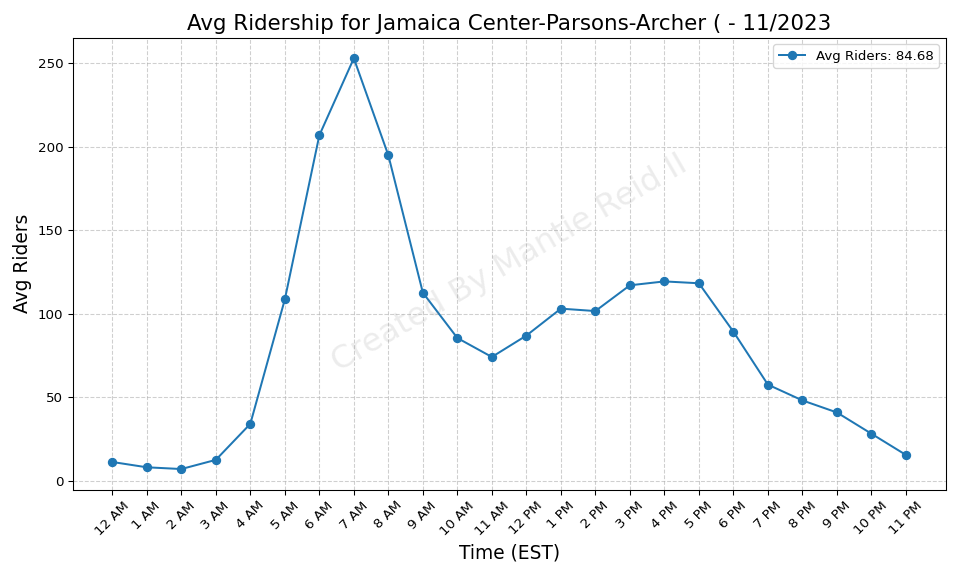 Avg Ridership for Jamaica Center-Parsons-Archer ( - 11/2023
Avg Riders: 84.68
Avg Riders
250
200
150
100
50
0
Created By Mantle Reid II
12 AM
1 AM
2 AM
3 AM
4 AM
5 AM
6 AM
7 AM
8 AM
9 AM
10 AM
11 AM
12 PM
1 PM
2 PM
3 PM
4 PM
5 PM
6 PM
7 PM
8 PM
9 PM
10 PM
11 PM
Time (EST)